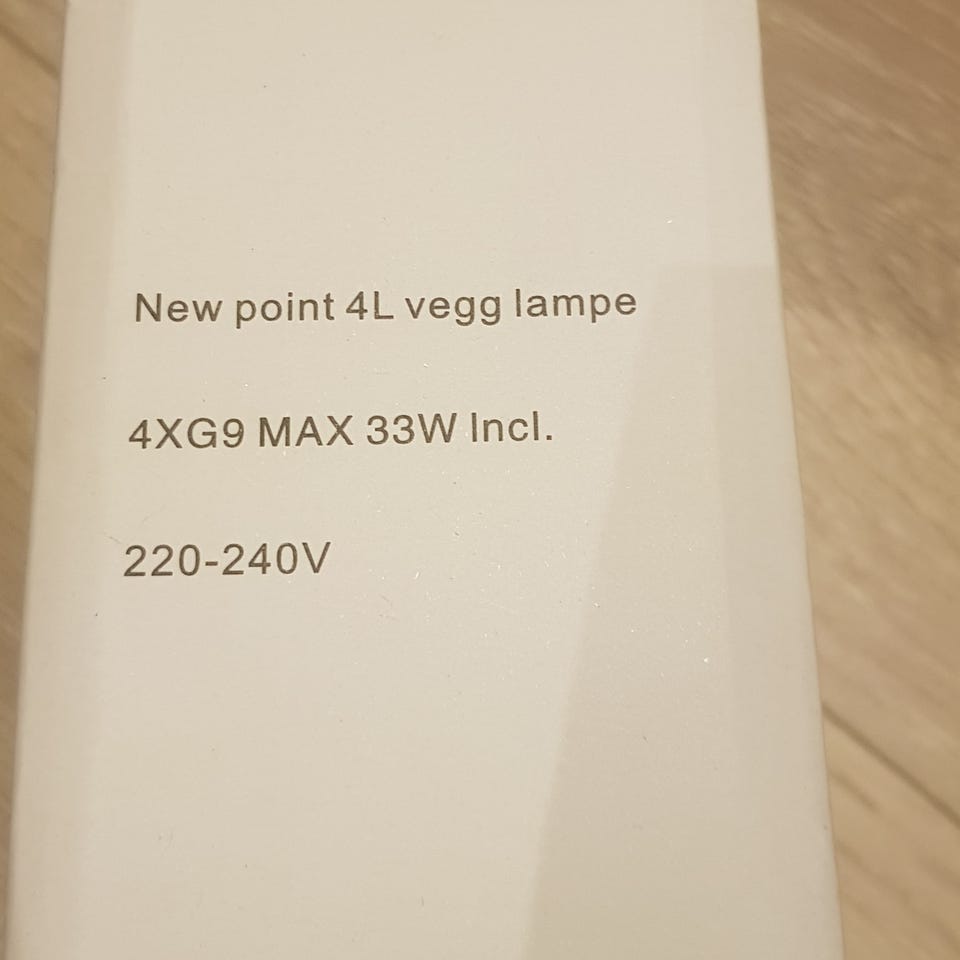 New point 4L vegg lampe
4XG9 MAX 33W Incl.
220-240V